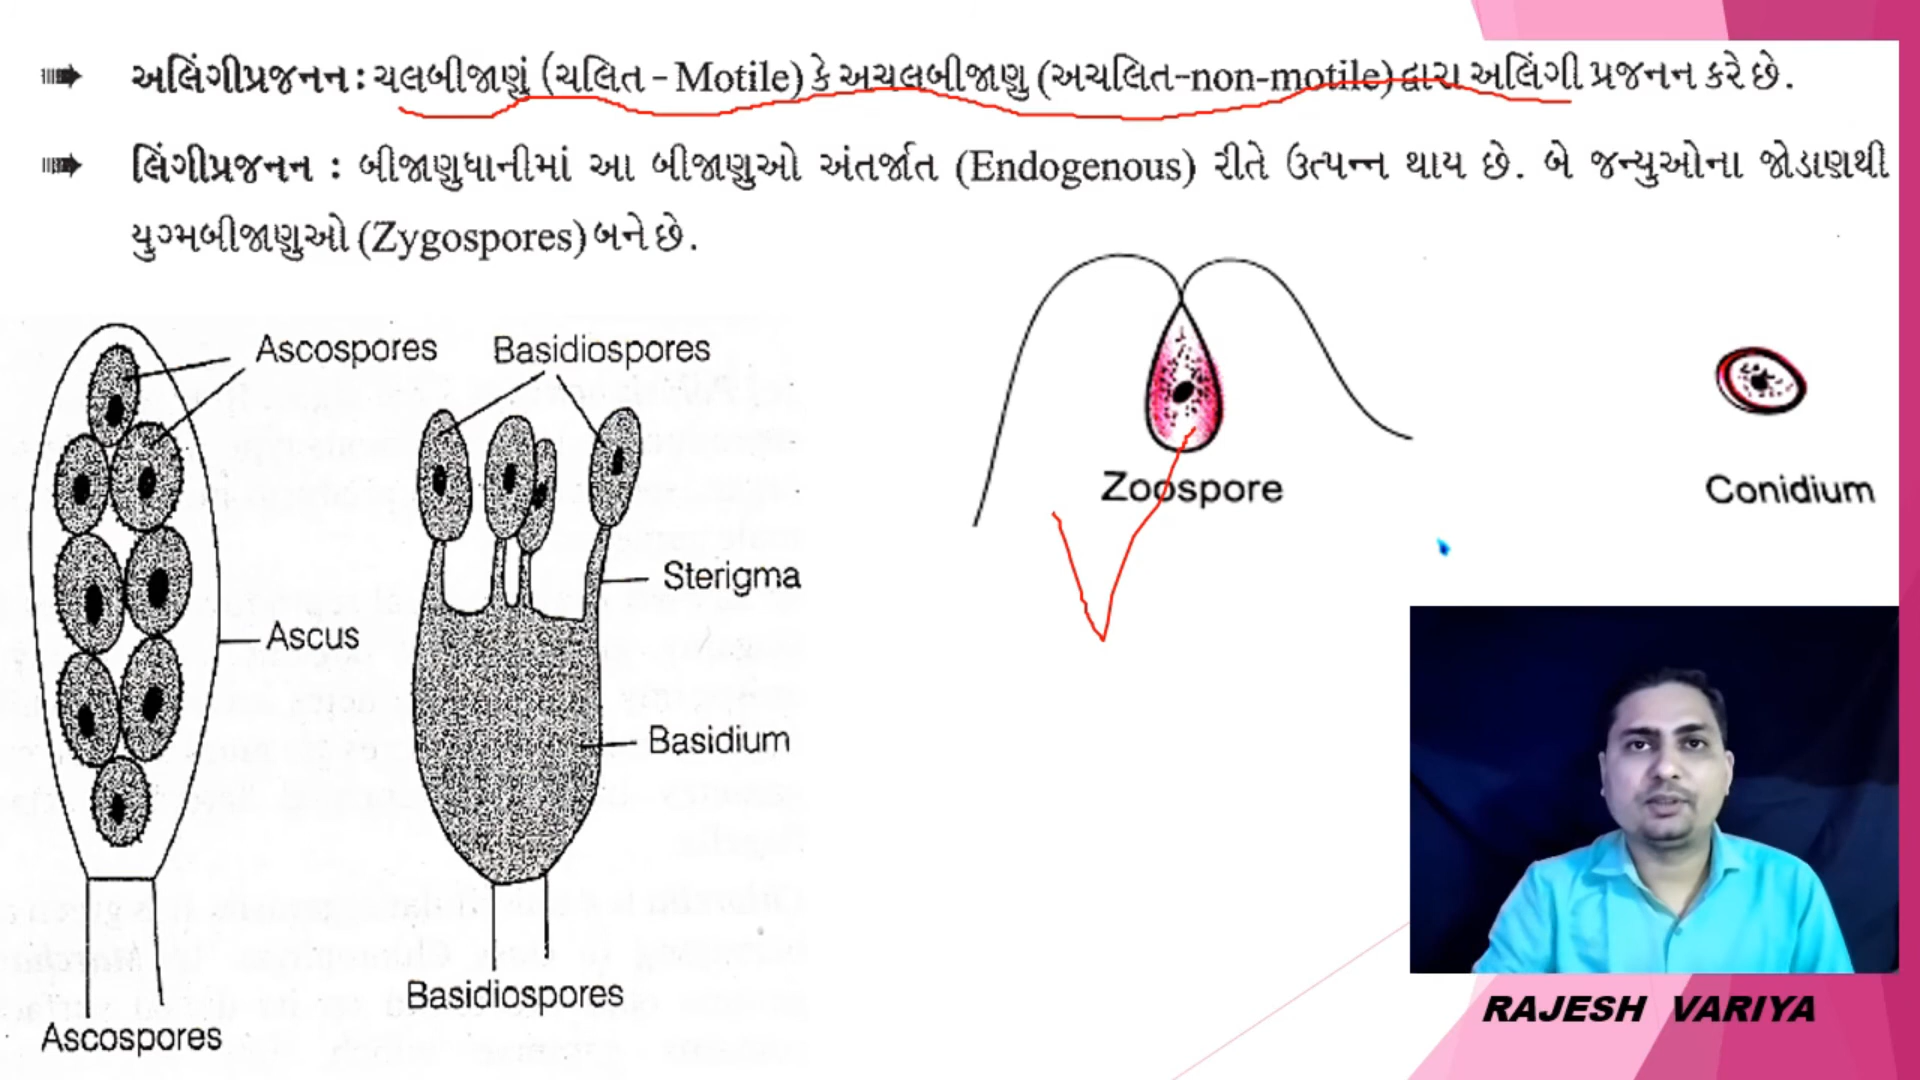 અલિંગીપ્રજનન : ચલબીજાણું (ચલિત - Motile) કે અચલબીજાણુ (અચલિત-non-motile) દ્વારા અલિંગી પ્રજનન કરે છે.
લિંગીપ્રજનન : બીજાણુધાનીમાં આ બીજાણુઓ અંતર્જાત (Endogenous) રીતે ઉત્પન્ન થાય છે. બે જન્યુઓના જોડાણથી
યુગ્મબીજાણુઓ (Zygospores) બને છે.
Ascospores
Basidiospores
Zoospore
Conidium
Sterigma
Ascus
Basidium
Basidiospores
Ascospores
RAJESH VARIYA